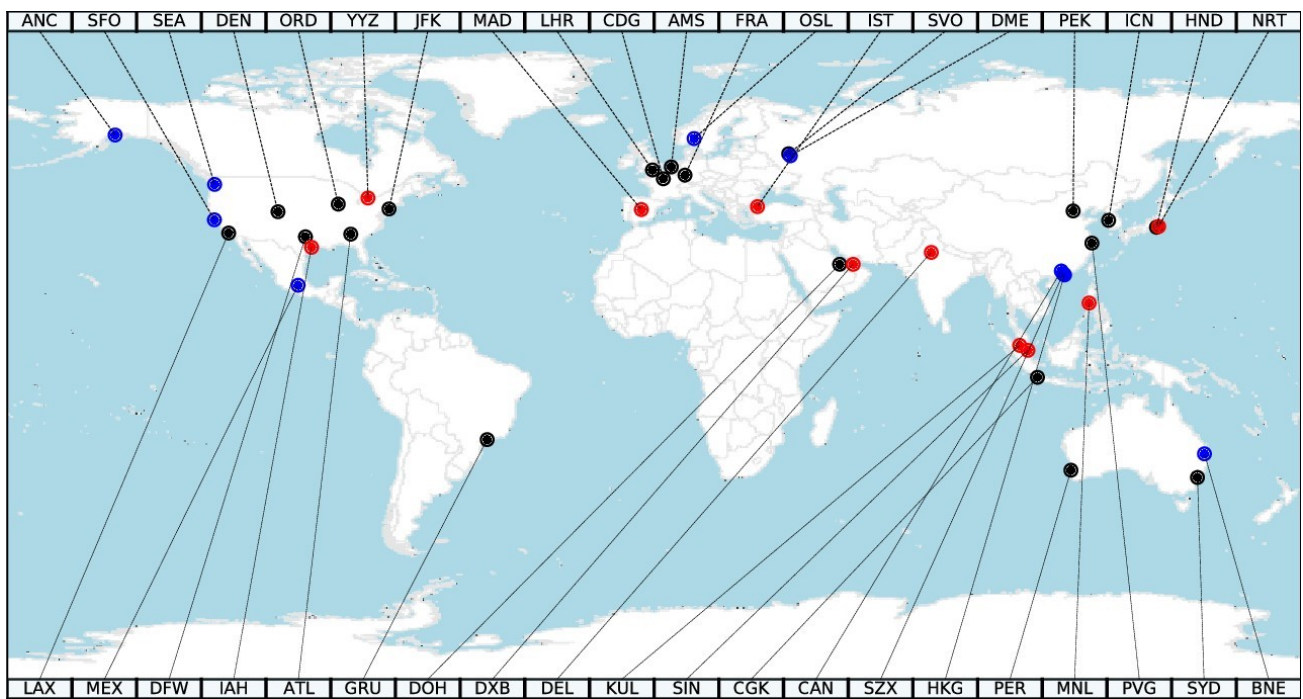 ANC SFO SEA DEN ORD YYZ JFK MAD LHR CDG AMS FRA OSL IST SVO DME PEK ICN HND NRT
LAX MEX DFW IAH ATL GRU DOH DXB DEL KUL SIN CGK CAN SZX HKG PER MNL PVG SYD BNE